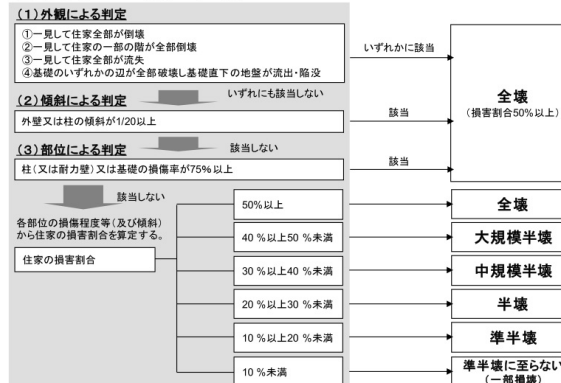 (1)外観による判定
①一見して住家全部が倒壊
②一見して住家の一部の階が全部倒壊
③一見して住家全部が流失
④基礎のいずれかの辺が全部破壊し基礎直下の地盤が流出・陥没
いずれかに該当
全壊
(損害割合50%以上)
いずれにも該当しない
(2)傾斜による判定
外壁又は柱の傾斜が1/20以上
該当
(3)部位による判定
該当しない
柱(又は耐力壁)又は基礎の損傷率が75%以上
該当
該当しない
各部位の損傷程度等(及び傾斜)
から住家の損害割合を算定する。
住家の損害割合
50%以上
全壊
40 %以上50 %未満
大規模半壊
30 %以上40 %未満
中規模半壊
20 %以上30 %未満
半壊
10 %以上20 %未満
準半壊
10 %未満
準半壊に至らない
(一部損壊)